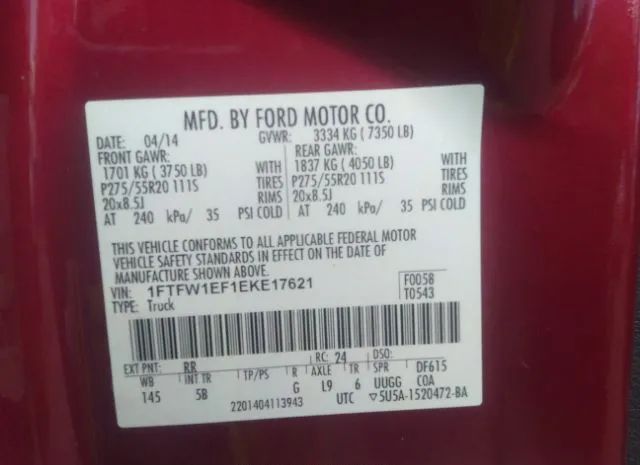 MFD. BY FORD MOTOR CO.
DATE: 04/14 GVWR: 3334 KG ( 7350 LB)
FRONT GAWR: REAR GAWR:
1701 KG ( 3750 LB) WITH 1837 KG ( 4050 LB) WITH
P275/55R20 111S TIRES P275/55R20 111S TIRES
20x8.5J RIMS 20x8.5J RIMS
AT 240 kPa/ 35 PSI COLD AT 240 kPa/ 35 PSI COLD
THIS VEHICLE CONFORMS TO ALL APPLICABLE FEDERAL MOTOR
VEHICLE SAFETY STANDARDS IN EFFECT ON THE DATE OF
MANUFACTURE SHOWN ABOVE.
VIN: 1FTFW1EF1EKE17621 F0058
TYPE: Truck T0543
EXT PNT: RR RC: 24 DSO:
WB INT TR TP/PS R AXLE TR SPR DF615
145 5B G L9 6 UUGG COA
2201404113943 UTC ▽5U5A-1520472-BA